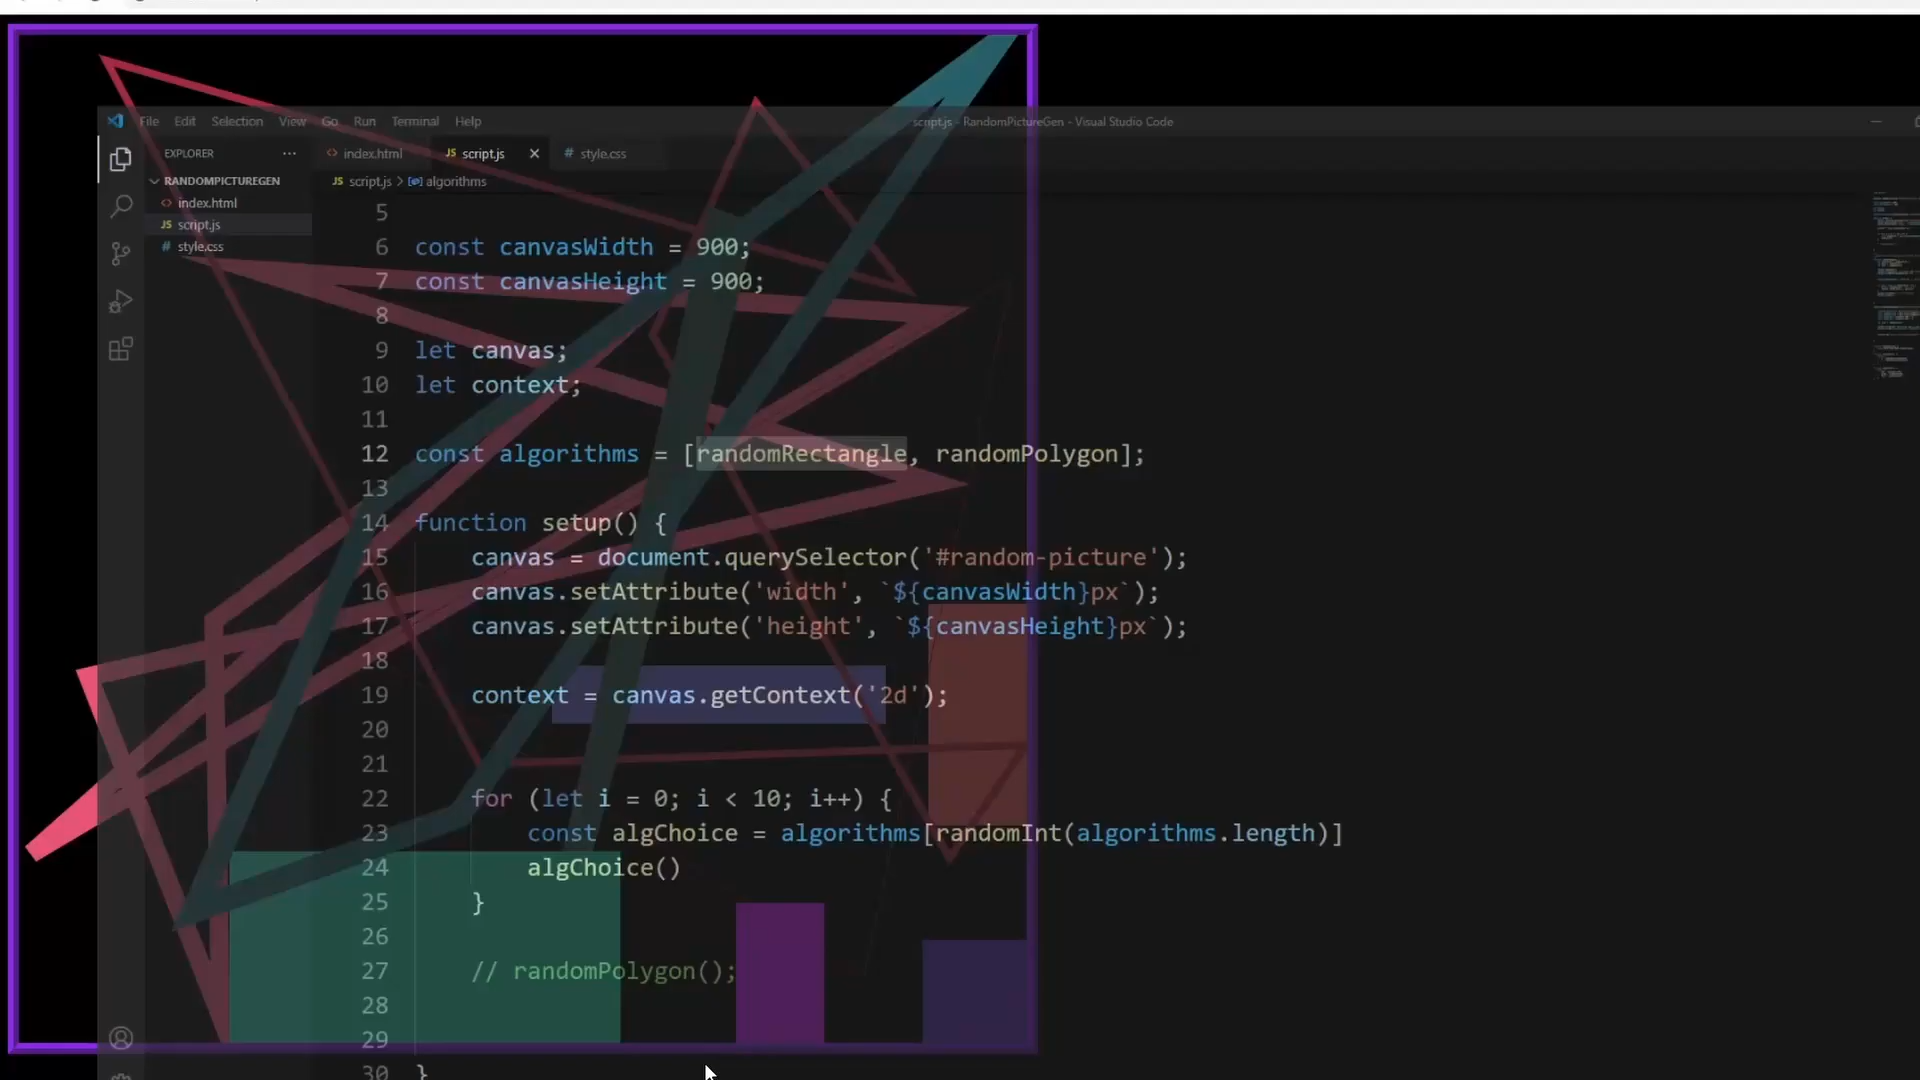 File Edit Selection View Go Run Terminal Help
script.js - RandomPictureGen - Visual Studio Code
EXPLORER ...
index.html
JS script.js
# style.css
RANDOMPICTUREGEN
JS script.js > algorithms
index.html
JS script.js
# style.css
5
6 const canvasWidth = 900;
7 const canvasHeight = 900;
8
9 let canvas;
10 let context;
11
12 const algorithms = [randomRectangle, randomPolygon];
13
14 function setup() {
15 canvas = document.querySelector('#random-picture');
16 canvas.setAttribute('width', `${canvasWidth}px`);
17 canvas.setAttribute('height', `${canvasHeight}px`);
18
19 context = canvas.getContext('2d');
20
21
22 for (let i = 0; i < 10; i++) {
23 const algChoice = algorithms[randomInt(algorithms.length)]
24 algChoice()
25 }
26
27 // randomPolygon();
28
29
30 }